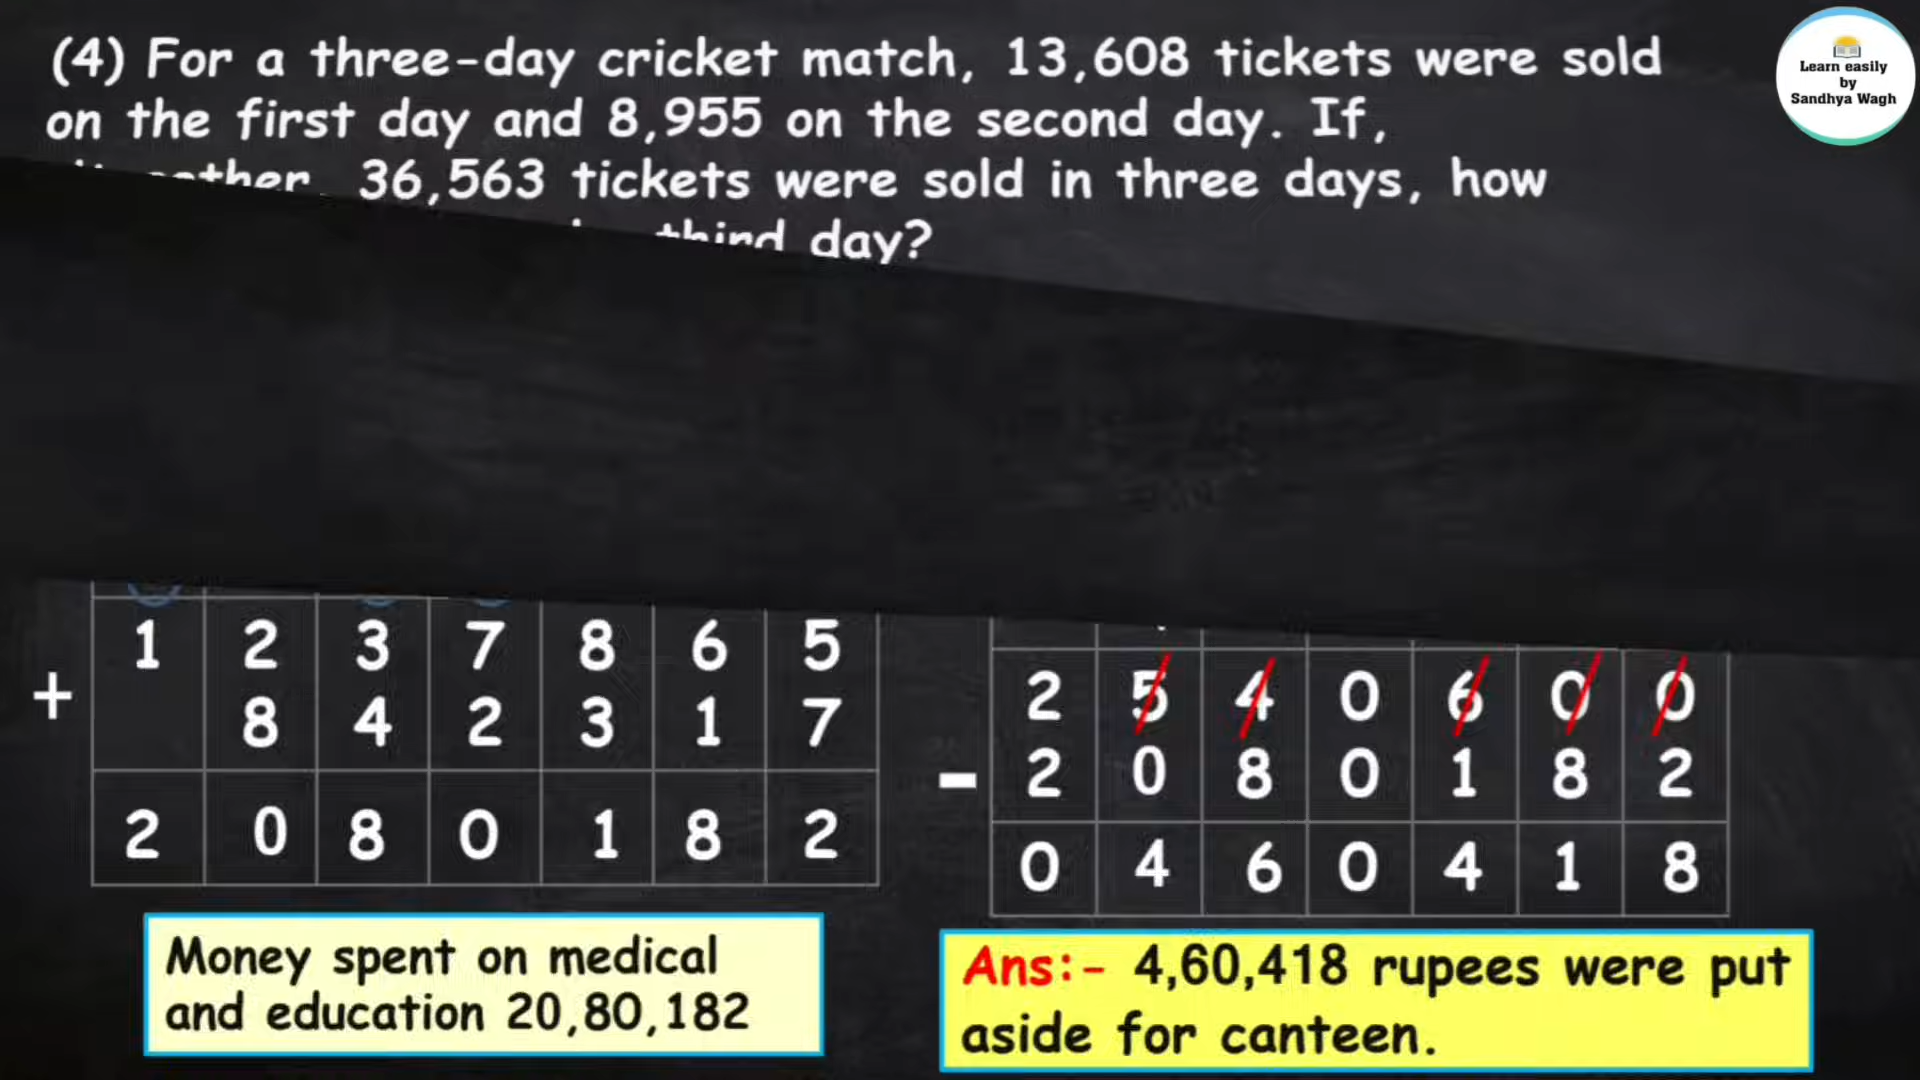 (4) For a three-day cricket match, 13,608 tickets were sold
on the first day and 8,955 on the second day. If,
36,563 tickets were sold in three days, how
third day?
Learn easily
by
Sandhya Wagh
1 2 3 7 8 6 5
+ 8 4 2 3 1 7
2 0 8 0 1 8 2
2 5 4 0 6 0 0
- 2 0 8 0 1 8 2
0 4 6 0 4 1 8
Money spent on medical
and education 20,80,182
Ans:- 4,60,418 rupees were put
aside for canteen.